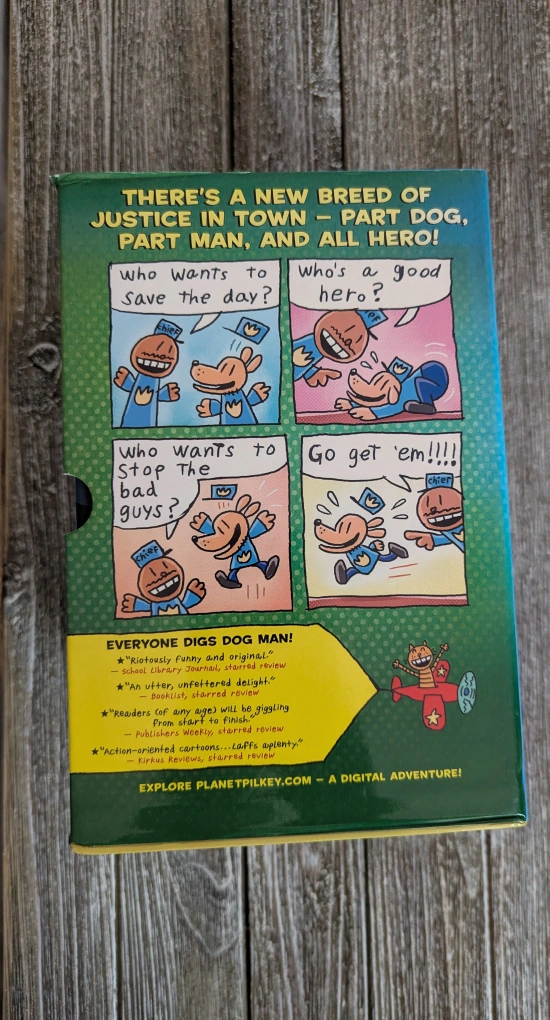 THERE'S A NEW BREED OF
JUSTICE IN TOWN – PART DOG,
PART MAN, AND ALL HERO!
Who wants to
save the day?
chief
Who's a good
hero?
ef
Who wants to
stop the
bad
guys?
chief
Go get 'em!!!!
chief
EVERYONE DIGS DOG MAN!
★"Riotously funny and original."
— School Library Journal, starred review
★"An utter, unfettered delight."
— Booklist, starred review
★"Readers (of any age) will be giggling
from start to finish."
— Publishers Weekly, starred review
★"Action-oriented cartoons...Laffs aplenty."
— Kirkus Reviews, starred review
EXPLORE PLANETPILKEY.COM – A DIGITAL ADVENTURE!